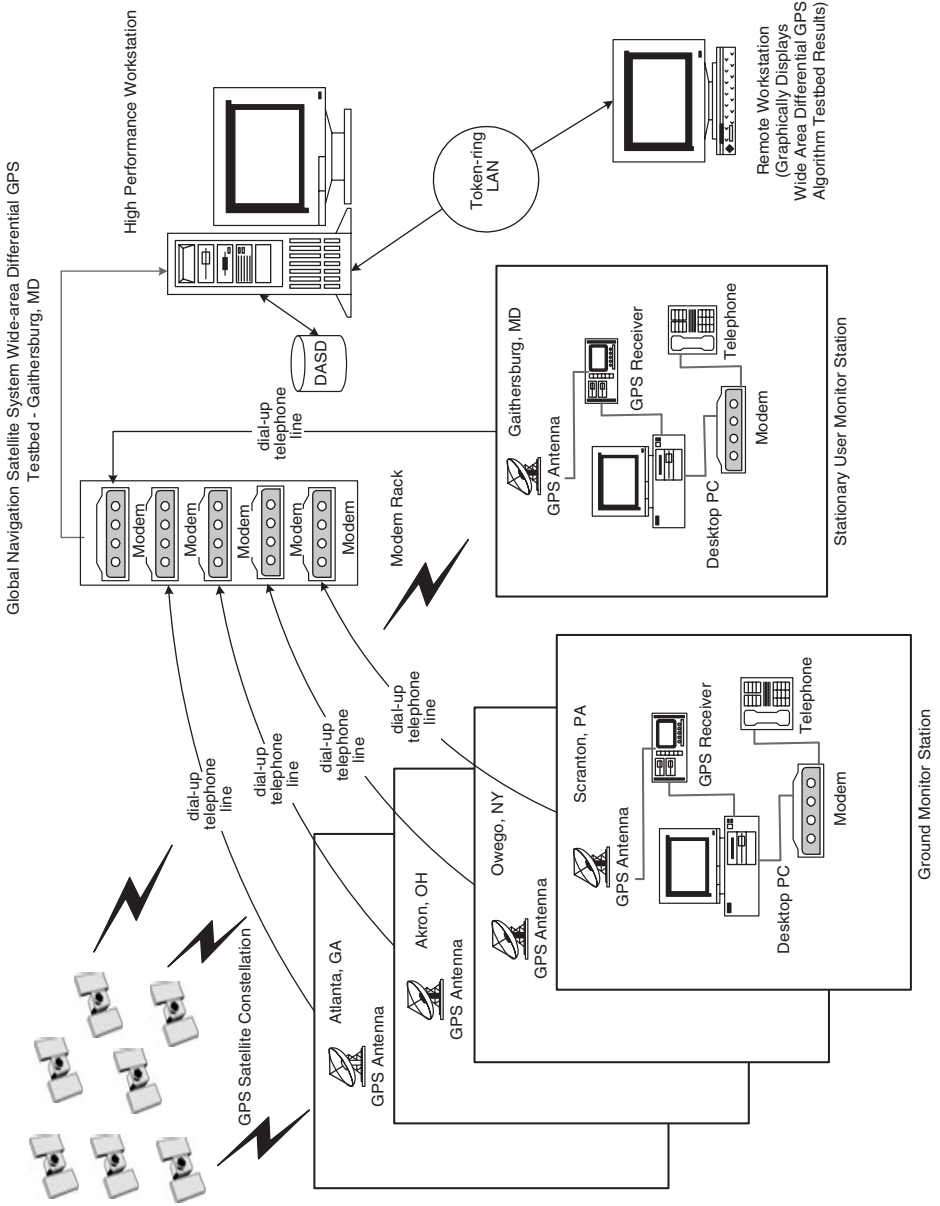 Global Navigation Satellite System Wide-area Differential GPS
Testbed - Gaithersburg, MD
High Performance Workstation
DASD
Token-ring
LAN
Remote Workstation
(Graphically Displays
Wide Area Differential GPS
Algorithm Testbed Results)
Modem
Modem
Modem
Modem
Modem
Modem Rack
dial-up
telephone
line
dial-up
telephone
line
dial-up
telephone
line
dial-up
telephone
line
dial-up
telephone
line
GPS Satellite Constellation
Atlanta, GA
GPS Antenna
Akron, OH
GPS Antenna
Owego, NY
GPS Antenna
Scranton, PA
GPS Antenna
GPS Receiver
Desktop PC
Telephone
Modem
Ground Monitor Station
Gaithersburg, MD
GPS Antenna
GPS Receiver
Desktop PC
Telephone
Modem
Stationary User Monitor Station